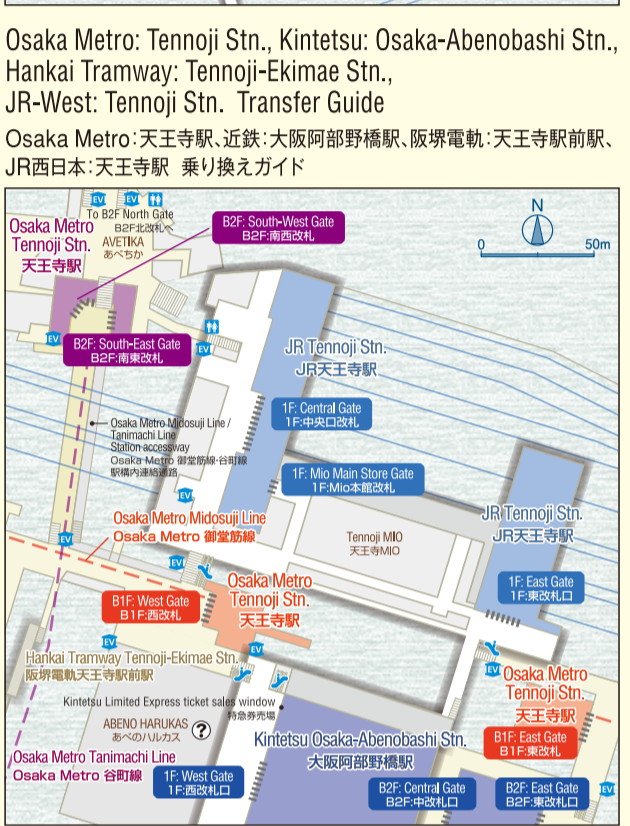 Osaka Metro: Tennoji Stn., Kintetsu: Osaka-Abenobashi Stn.,
Hankai Tramway: Tennoji-Ekimae Stn.,
JR-West: Tennoji Stn. Transfer Guide
Osaka Metro:天王寺駅、近鉄:大阪阿部野橋駅、阪堺電軌:天王寺駅前駅、
JR西日本:天王寺駅 乗り換えガイド
EV
EV
To B2F North Gate
B2F:北改札へ
AVETIKA
あべちか
Osaka Metro
Tennoji Stn.
天王寺駅
B2F: South-West Gate
B2F:南西改札
N
0
50m
EV
B2F: South-East Gate
B2F:南東改札
EV
JR Tennoji Stn.
JR天王寺駅
1F: Central Gate
1F:中央口改札
Osaka Metro Midosuji Line /
Tanimachi Line
Station accessway
Osaka Metro 御堂筋線・谷町線
駅構内連絡通路
1F: Mio Main Store Gate
1F:Mio本館改札
EV
JR Tennoji Stn.
JR天王寺駅
Osaka Metro Midosuji Line
Osaka Metro 御堂筋線
Tennoji MIO
天王寺MIO
EV
EV
Osaka Metro
Tennoji Stn.
天王寺駅
1F: East Gate
1F:東改札口
B1F: West Gate
B1F:西改札
EV
EV
Hankai Tramway Tennoji-Ekimae Stn.
阪堺電軌天王寺駅前駅
EV
Osaka Metro
Tennoji Stn.
天王寺駅
Kintetsu Limited Express ticket sales window
特急券売場
ABENO HARUKAS
あべのハルカス
?
Kintetsu Osaka-Abenobashi Stn.
大阪阿部野橋駅
B1F: East Gate
B1F:東改札
Osaka Metro Tanimachi Line
Osaka Metro 谷町線
1F: West Gate
1F:西改札口
B2F: Central Gate
B2F:中改札口
B2F: East Gate
B2F:東改札口
EV